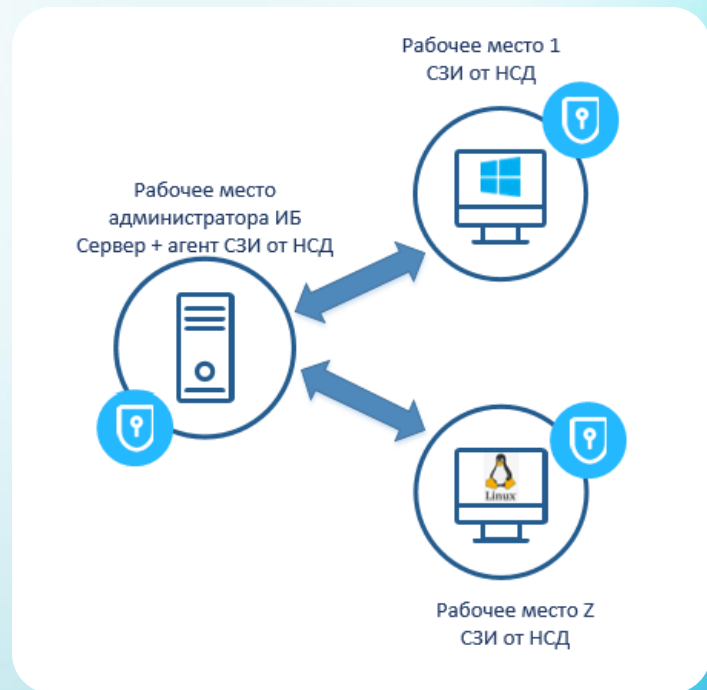 Рабочее место 1
СЗИ от НСД
Рабочее место
администратора ИБ
Сервер + агент СЗИ от НСД
Linux
Рабочее место Z
СЗИ от НСД